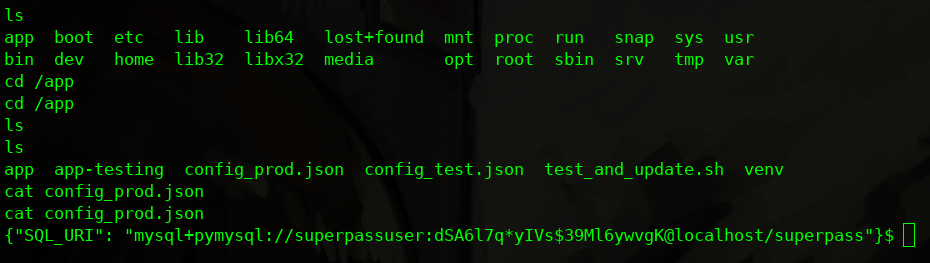 ls
app  boot  etc   lib    lib64   lost+found  mnt  proc  run   snap  sys  usr
bin  dev   home  lib32  libx32  media       opt  root  sbin  srv   tmp  var
cd /app
cd /app
ls
ls
app  app-testing  config_prod.json  config_test.json  test_and_update.sh  venv
cat config_prod.json
cat config_prod.json
{"SQL_URI": "mysql+pymysql://superpassuser:dSA6l7q*yIVs$39Ml6ywvgK@localhost/superpass"}$